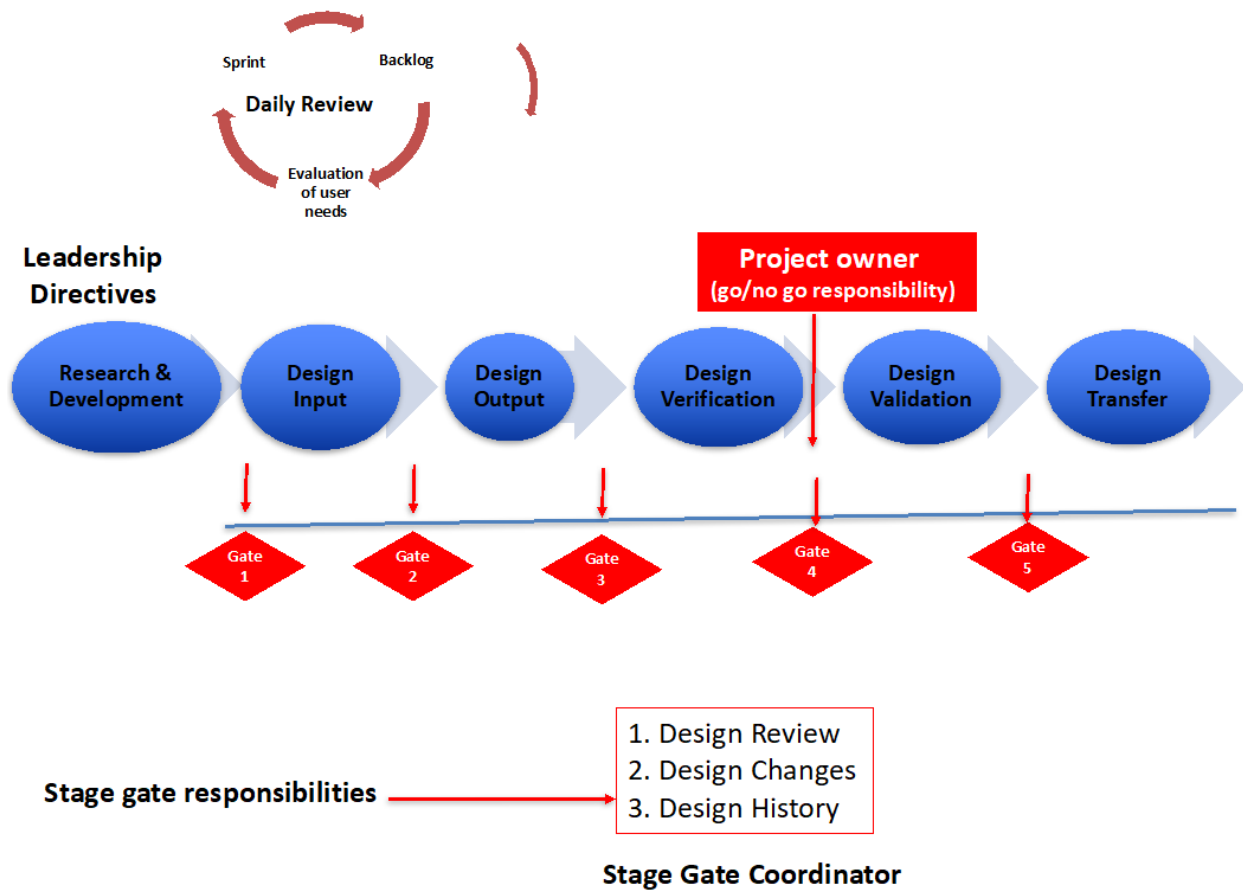 Sprint
Backlog
Daily Review
Evaluation
of user
needs
Leadership
Directives
Project owner
(go/no go responsibility)
Research &
Development
Design
Input
Design
Output
Design
Verification
Design
Validation
Design
Transfer
Gate
1
Gate
2
Gate
3
Gate
4
Gate
5
Stage gate responsibilities
1. Design Review
2. Design Changes
3. Design History
Stage Gate Coordinator